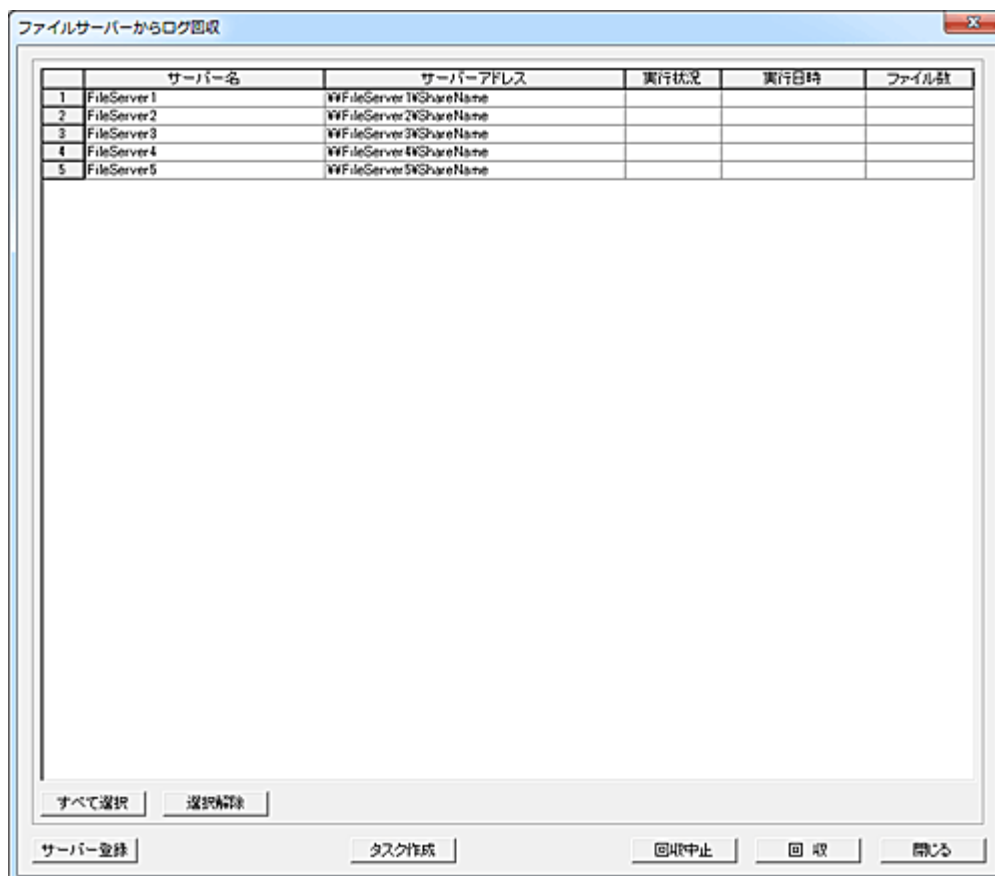 ファイルサーバーからログ回収
サーバー名 サーバーアドレス 実行状況 実行日時 ファイル数
1 FileServer1 ¥¥FileServer1¥ShareName
2 FileServer2 ¥¥FileServer2¥ShareName
3 FileServer3 ¥¥FileServer3¥ShareName
4 FileServer4 ¥¥FileServer4¥ShareName
5 FileServer5 ¥¥FileServer5¥ShareName
すべて選択 選択解除
サーバー登録 タスク作成 回収中止 回 収 閉じる